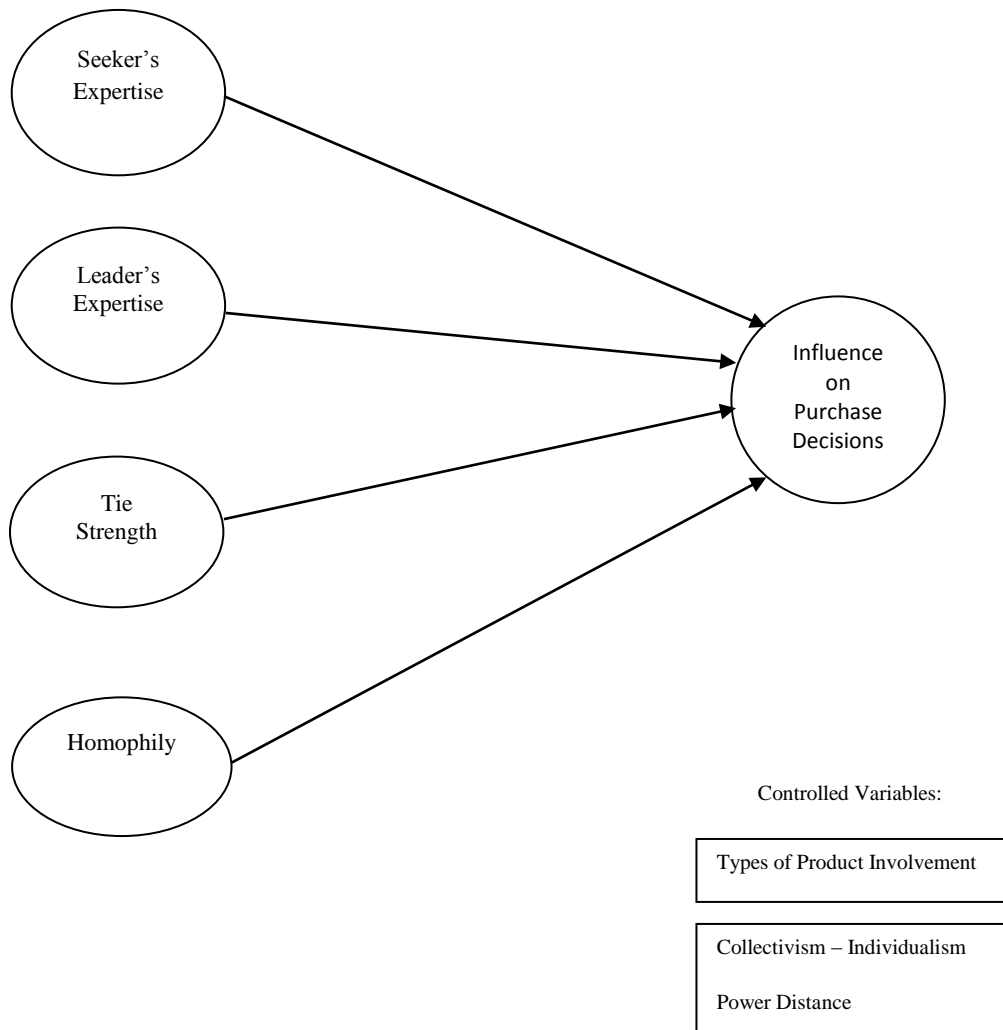 Seeker’s
Expertise
Leader’s
Expertise
Influence
on
Purchase
Decisions
Tie
Strength
Homophily
Controlled Variables:
Types of Product Involvement
Collectivism – Individualism
Power Distance